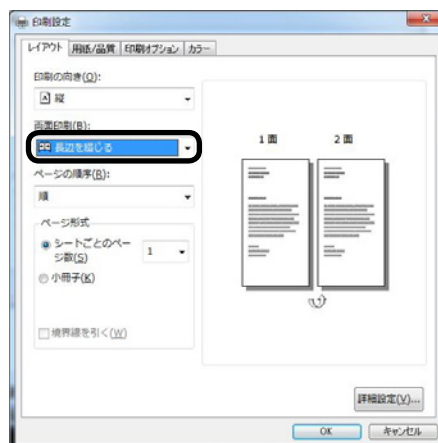 印刷設定
レイアウト 用紙/品質 印刷オプション カラー
印刷の向き(O):
縦
両面印刷(B):
長辺を綴じる
ページの順序(R):
順
ページ形式
シートごとのペー
ジ数(S)
1
小冊子(K)
境界線を引く(W)
1 面 2 面
詳細設定(V)...
OK キャンセル